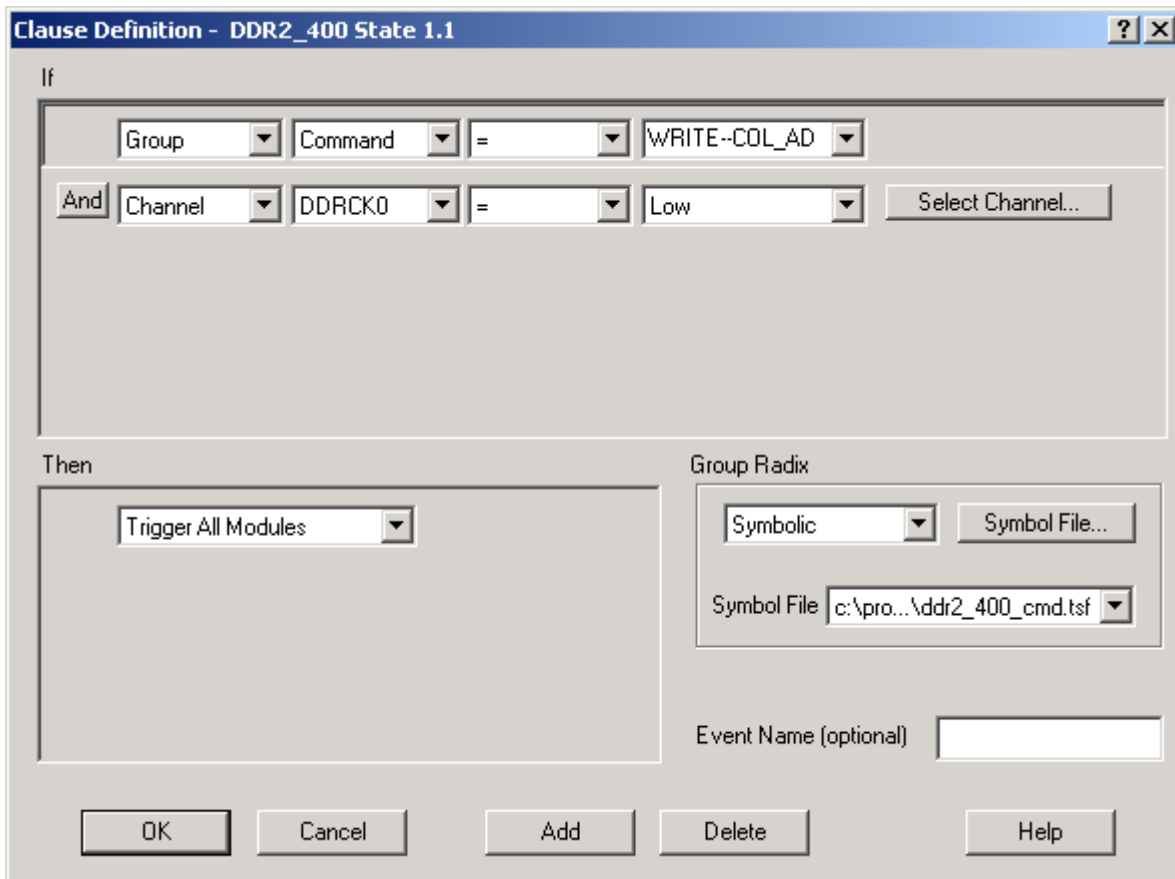 Clause Definition - DDR2_400 State 1.1 ? X
If
Group Command = WRITE--COL_AD
And Channel DDRCK0 = Low Select Channel...
Then
Trigger All Modules
Group Radix
Symbolic Symbol File...
Symbol File c:\pro...\ddr2_400_cmd.tsf
Event Name (optional)
OK Cancel Add Delete Help